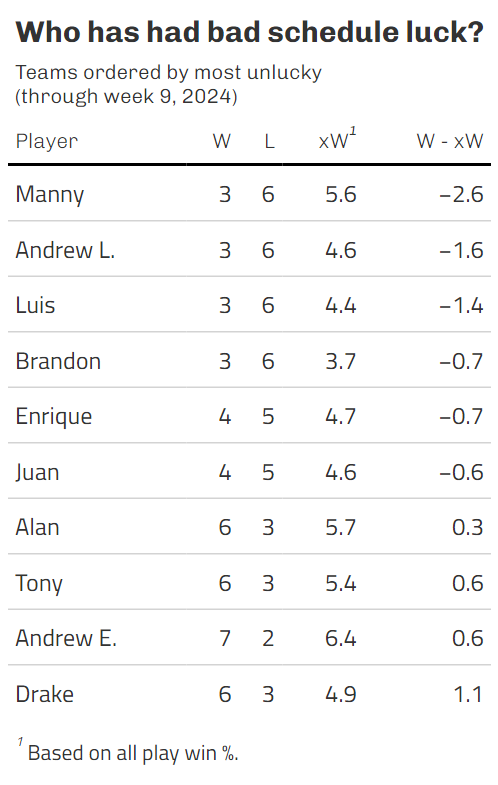 Who has had bad schedule luck?
Teams ordered by most unlucky
(through week 9, 2024)
Player W L xW¹ W - xW
Manny 3 6 5.6 −2.6
Andrew L. 3 6 4.6 −1.6
Luis 3 6 4.4 −1.4
Brandon 3 6 3.7 −0.7
Enrique 4 5 4.7 −0.7
Juan 4 5 4.6 −0.6
Alan 6 3 5.7 0.3
Tony 6 3 5.4 0.6
Andrew E. 7 2 6.4 0.6
Drake 6 3 4.9 1.1
¹ Based on all play win %.